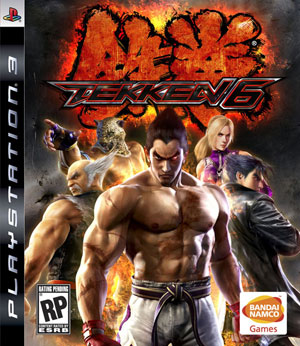 PLAYSTATION 3
鉄拳
TEKKEN 6
RATING PENDING
RP
CONTENT RATED BY
ESRB
BANDAI
NAMCO
Games